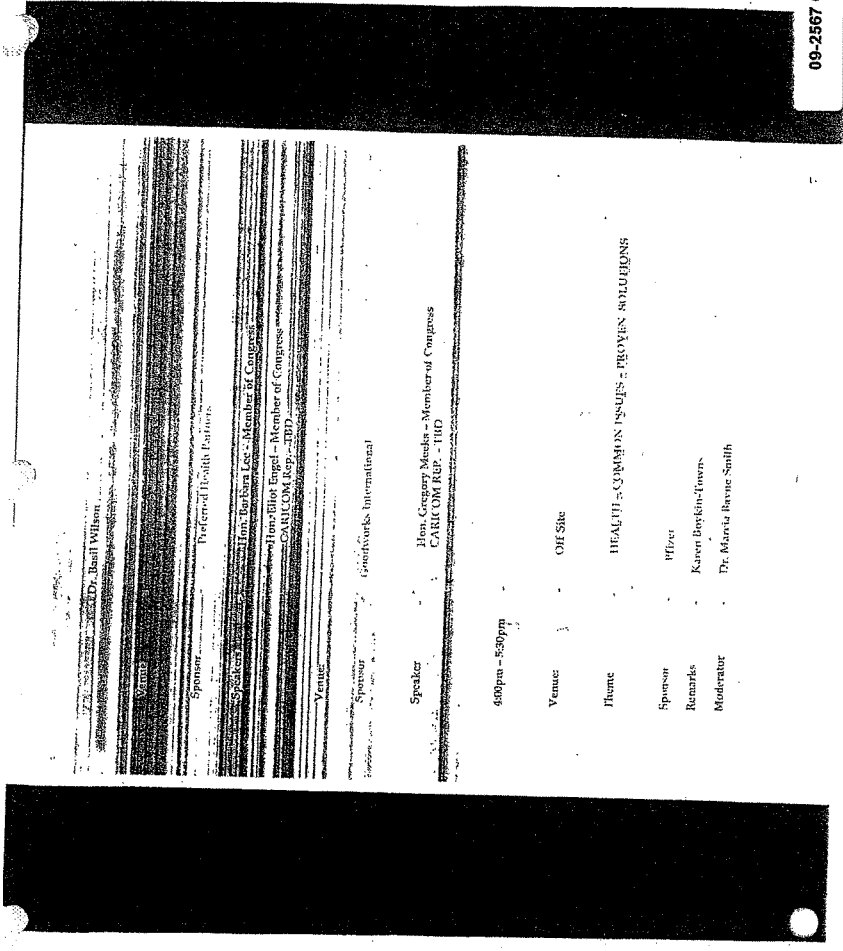 09-2567
Dr. Basil Wilson
Venue:
Sponsor Preferred Health Partners
Speakers Hon. Barbara Lee - Member of Congress
Hon. Eliot Engel - Member of Congress
CARICOM Rep. - TBD
Venue:
Sponsor - Goodworks International
Speaker - Hon. Gregory Meeks - Member of Congress
CARICOM REP. - TBD
4:00pm - 5:30pm -
Venue: - Off Site
Theme - HEALTH - COMMON ISSUES - PROVEN SOLUTIONS
Sponsor - Pfizer
Remarks - Karen Boykin-Towns
Moderator - Dr. Marcia Bayne Smith